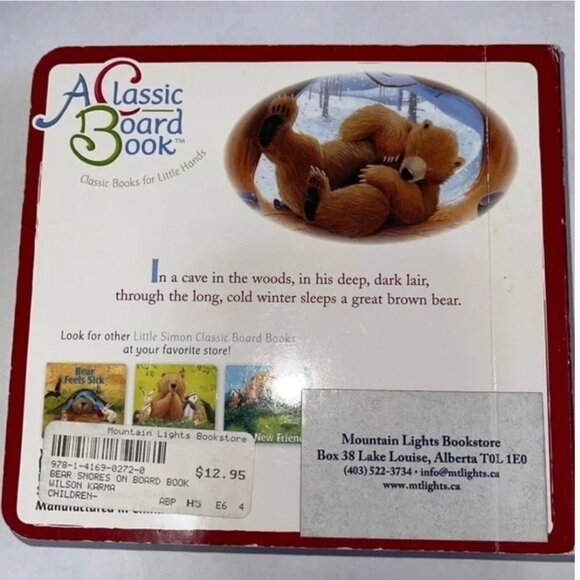 A Classic
Board
Book™
Classic Books for Little Hands
In a cave in the woods, in his deep, dark lair,
through the long, cold winter sleeps a great brown bear.
Look for other Little Simon Classic Board Books
at your favorite store!
Bear
Feels Sick
New Frien
Mountain Lights Bookstore
978-1-4169-0272-0
$12.95
BEAR SNORES ON BOARD BOOK
WILSON KARMA
CHILDREN-
ABP H5 E6 4
Manufactured in
Mountain Lights Bookstore
Box 38 Lake Louise, Alberta T0L 1E0
(403) 522-3734 • info@mtlights.ca
www.mtlights.ca